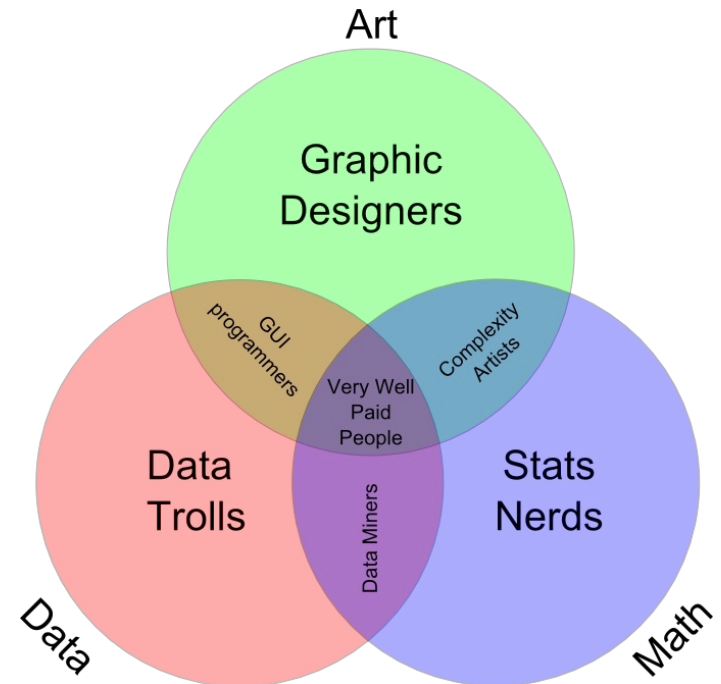 Art
Graphic
Designers
GUI
programmers
Complexity
Artists
Very Well
Paid
People
Data
Trolls
Stats
Nerds
Data Miners
Data
Math